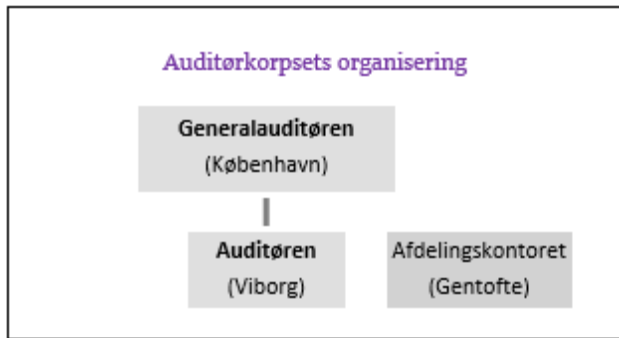 Auditørkorpsets organisering
Generalauditøren
(København)
Auditøren
(Viborg)
Afdelingskontoret
(Gentofte)